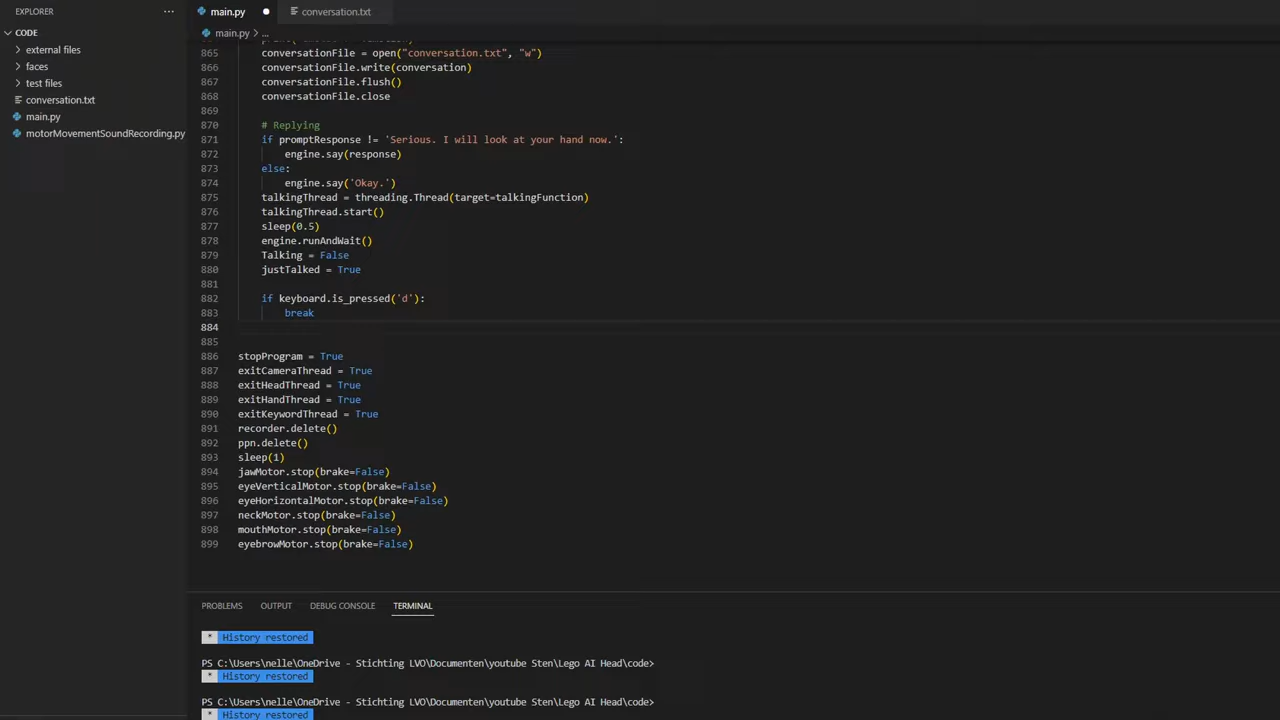 EXPLORER
···
CODE
external files
faces
test files
conversation.txt
main.py
motorMovementSoundRecording.py
main.py
conversation.txt
main.py > ...
865 conversationFile = open("conversation.txt", "w")
866 conversationFile.write(conversation)
867 conversationFile.flush()
868 conversationFile.close
869
870 # Replying
871 if promptResponse != 'Serious. I will look at your hand now.':
872 engine.say(response)
873 else:
874 engine.say('Okay.')
875 talkingThread = threading.Thread(target=talkingFunction)
876 talkingThread.start()
877 sleep(0.5)
878 engine.runAndWait()
879 Talking = False
880 justTalked = True
881
882 if keyboard.is_pressed('d'):
883 break
884
885
886 stopProgram = True
887 exitCameraThread = True
888 exitHeadThread = True
889 exitHandThread = True
890 exitKeywordThread = True
891 recorder.delete()
892 ppn.delete()
893 sleep(1)
894 jawMotor.stop(brake=False)
895 eyeVerticalMotor.stop(brake=False)
896 eyeHorizontalMotor.stop(brake=False)
897 neckMotor.stop(brake=False)
898 mouthMotor.stop(brake=False)
899 eyebrowMotor.stop(brake=False)
PROBLEMS OUTPUT DEBUG CONSOLE TERMINAL
* History restored
PS C:\Users\nelle\OneDrive - Stichting LVO\Documenten\youtube Sten\Lego AI Head\code>
* History restored
PS C:\Users\nelle\OneDrive - Stichting LVO\Documenten\youtube Sten\Lego AI Head\code>
* History restored